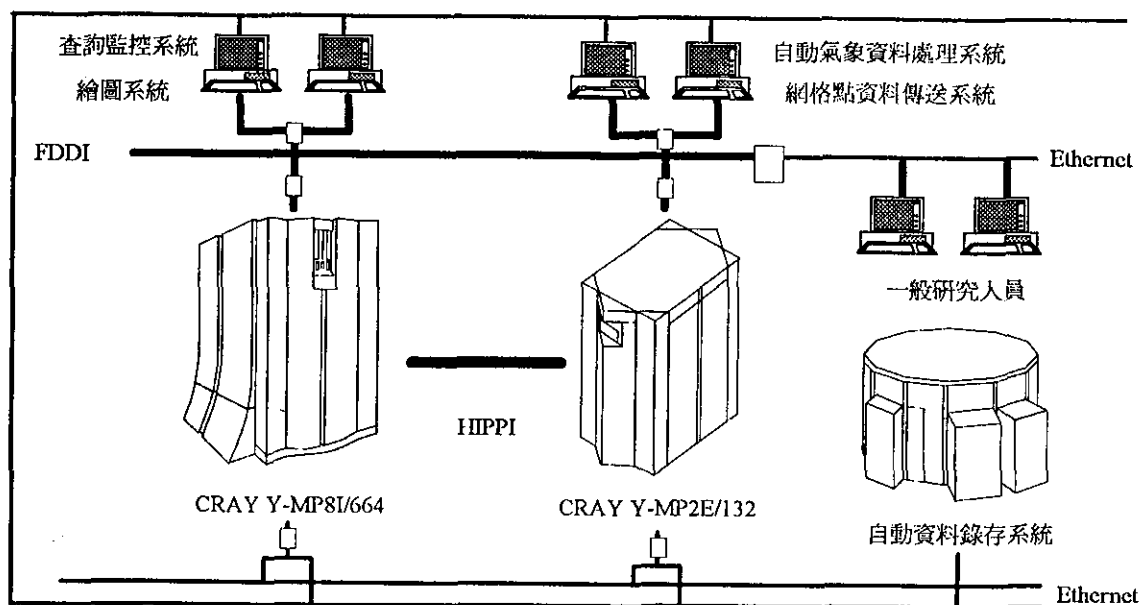 查詢監控系統
繪圖系統
自動氣象資料處理系統
網格點資料傳送系統
FDDI
Ethernet
一般研究人員
HIPPI
CRAY Y-MP8I/664
CRAY Y-MP2E/132
自動資料錄存系統
Ethernet